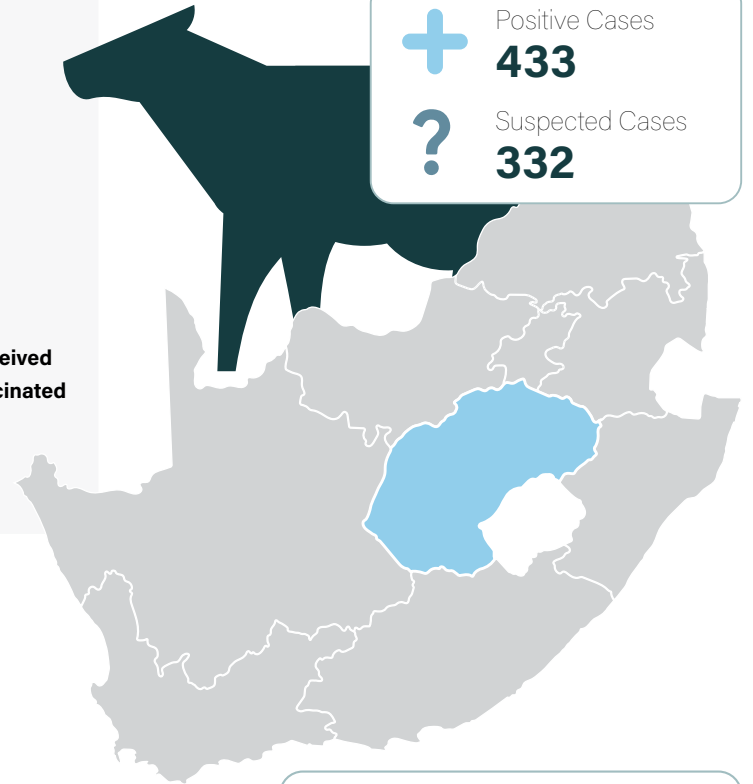 Positive Cases
433
?
Suspected Cases
332
eived
cinated